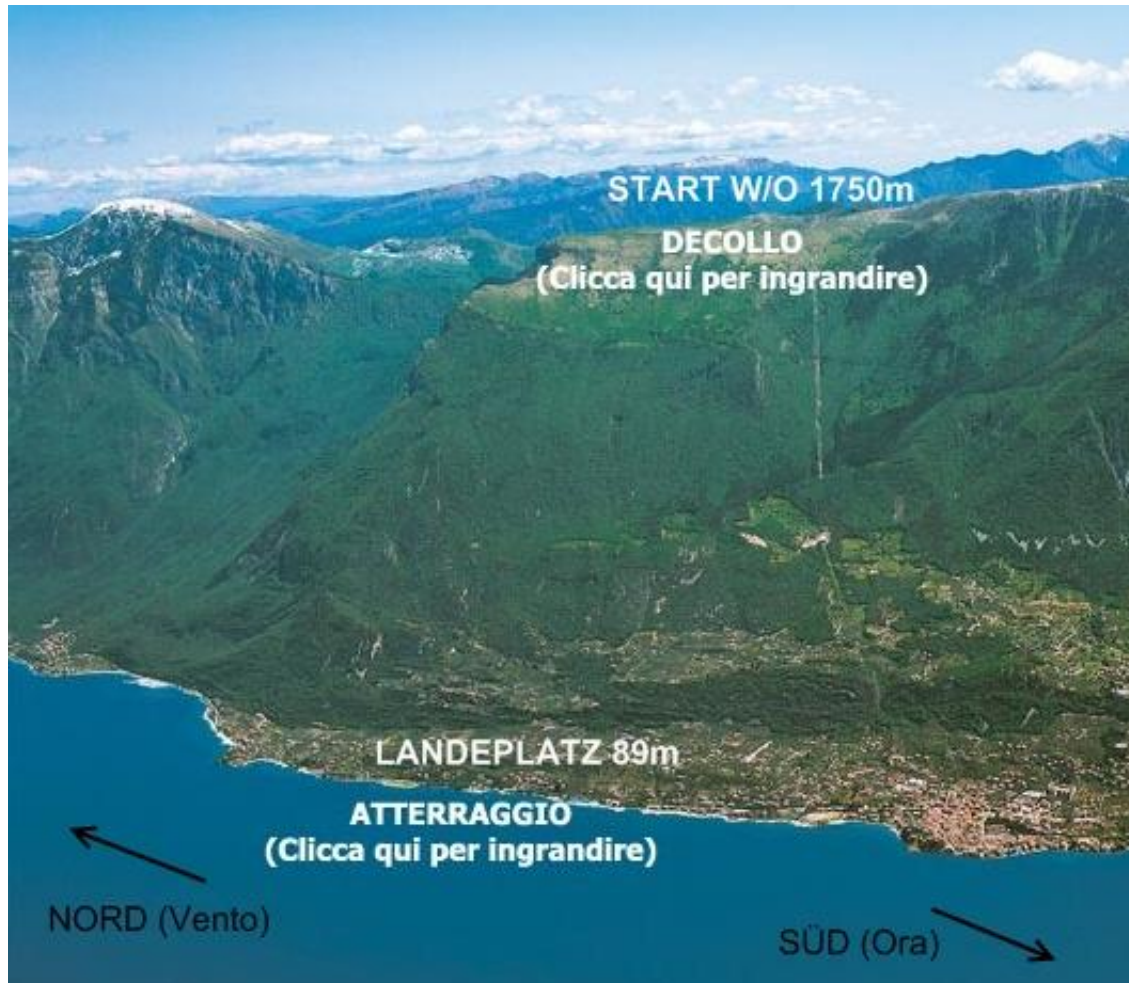 START W/O 1750m
DECOLLO
(Clicca qui per ingrandire)
LANDEPLATZ 89m
ATTERRAGGIO
(Clicca qui per ingrandire)
NORD (Vento)
SÜD (Ora)